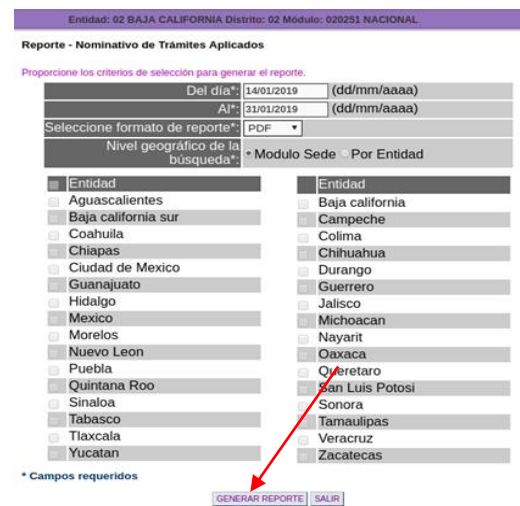 Entidad: 02 BAJA CALIFORNIA Distrito: 02 Módulo: 020251 NACIONAL
Reporte - Nominativo de Trámites Aplicados
Proporcione los criterios de selección para generar el reporte.
Del día*: 14/01/2019 (dd/mm/aaaa)
Al*: 31/01/2019 (dd/mm/aaaa)
Seleccione formato de reporte*: PDF
Nivel geográfico de la
búsqueda*: Modulo Sede Por Entidad
Entidad
Aguascalientes
Baja california sur
Coahuila
Chiapas
Ciudad de Mexico
Guanajuato
Hidalgo
Mexico
Morelos
Nuevo Leon
Puebla
Quintana Roo
Sinaloa
Tabasco
Tlaxcala
Yucatan
Entidad
Baja california
Campeche
Colima
Chihuahua
Durango
Guerrero
Jalisco
Michoacan
Nayarit
Oaxaca
Queretaro
San Luis Potosi
Sonora
Tamaulipas
Veracruz
Zacatecas
* Campos requeridos
GENERAR REPORTE SALIR